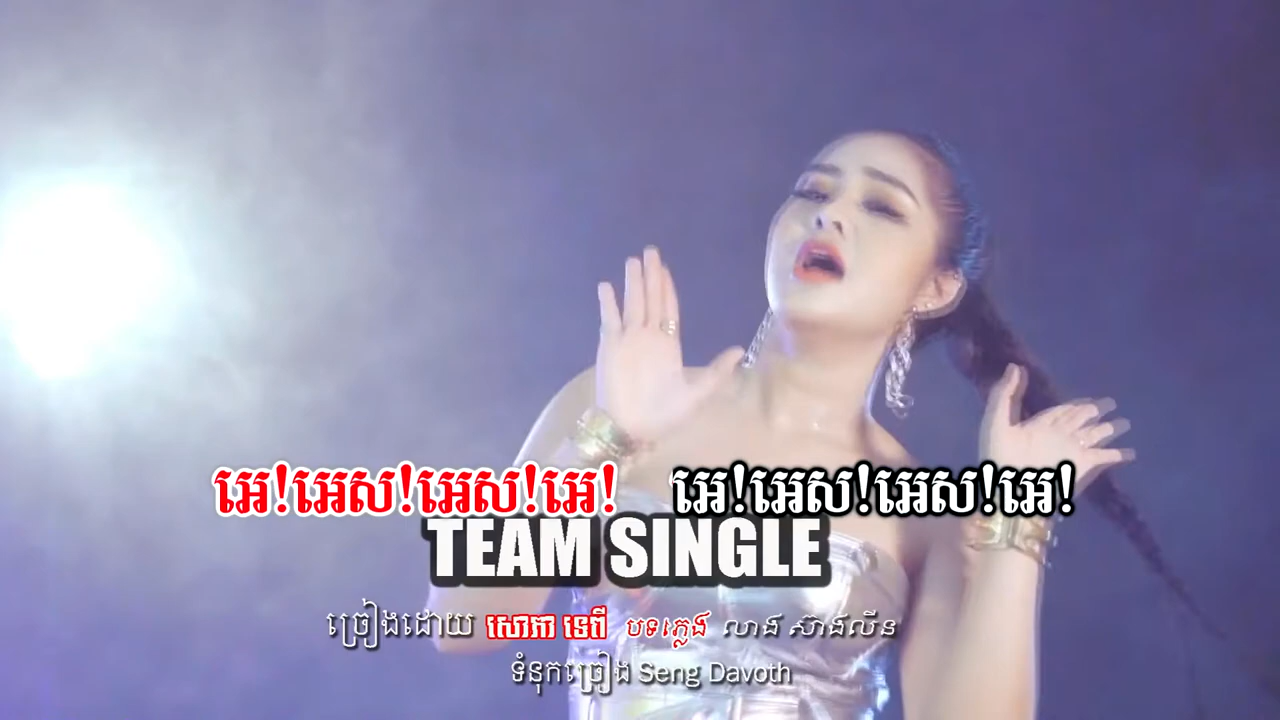 អេ!អេស!អេស!អេ! អេ!អេស!អេស!អេ!
TEAM SINGLE
ច្រៀងដោយ សោភា ទេពី បទភ្លេង លាង ស៊ាងលីន
ទំនុកច្រៀង Seng Davoth